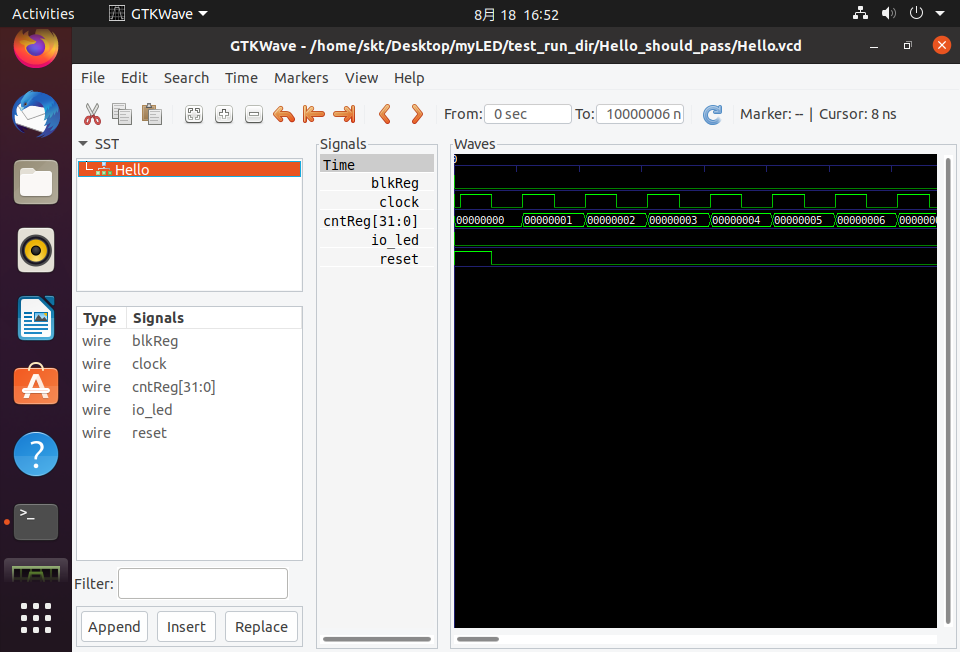 Activities GTKWave 8月 18 16:52
GTKWave - /home/skt/Desktop/myLED/test_run_dir/Hello_should_pass/Hello.vcd
File Edit Search Time Markers View Help
From: 0 sec To: 10000006 n Marker: -- | Cursor: 8 ns
SST
Hello
Type Signals
wire blkReg
wire clock
wire cntReg[31:0]
wire io_led
wire reset
Filter:
Append Insert Replace
Signals
Time
blkReg
clock
cntReg[31:0]
io_led
reset
Waves
0
00000000 00000001 00000002 00000003 00000004 00000005 00000006 000000